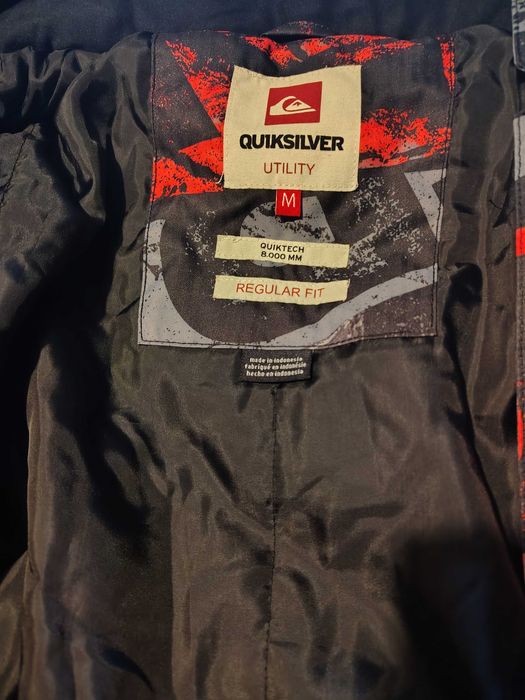 QUIKSILVER
UTILITY
M
QUIKTECH
8.000 MM
REGULAR FIT
made in Indonesia
fabriqué en Indonésie
hecho en Indonesia